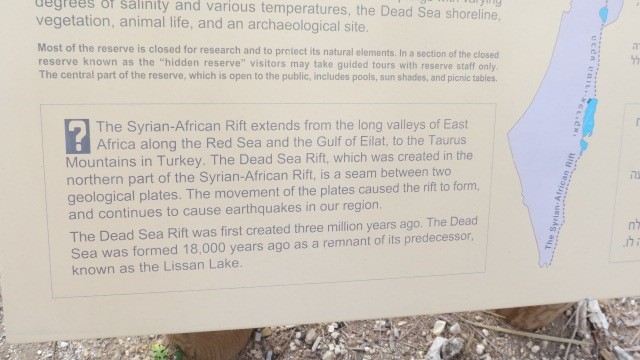 degrees of salinity and various temperatures, the Dead Sea shoreline,
vegetation, animal life, and an archaeological site.
Most of the reserve is closed for research and to protect its natural elements. In a section of the closed
reserve known as the “hidden reserve” visitors may take guided tours with reserve staff only.
The central part of the reserve, which is open to the public, includes pools, sun shades, and picnic tables.
?
The Syrian-African Rift extends from the long valleys of East
Africa along the Red Sea and the Gulf of Eilat, to the Taurus
Mountains in Turkey. The Dead Sea Rift, which was created in the
northern part of the Syrian-African Rift, is a seam between two
geological plates. The movement of the plates caused the rift to form,
and continues to cause earthquakes in our region.
The Dead Sea Rift was first created three million years ago. The Dead
Sea was formed 18,000 years ago as a remnant of its predecessor,
known as the Lissan Lake.
The Syrian-African Rift